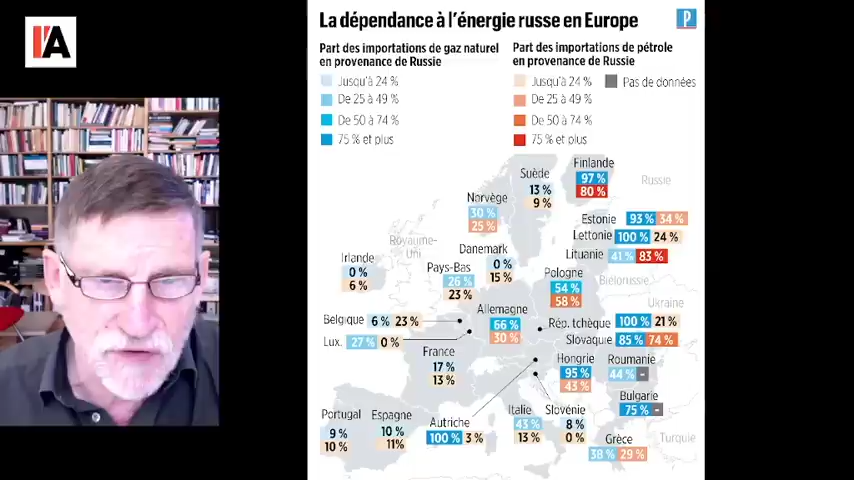 I'A
La dépendance à l'énergie russe en Europe
P
Part des importations de gaz naturel
en provenance de Russie
Jusqu'à 24 %
De 25 à 49 %
De 50 à 74 %
75 % et plus
Part des importations de pétrole
en provenance de Russie
Jusqu'à 24 %
Pas de données
De 25 à 49 %
De 50 à 74 %
75 % et plus
Finlande
97 %
80 %
Russie
Suède
13 %
9 %
Norvège
30 %
25 %
Estonie 93 % 34 %
Lettonie 100 % 24 %
Lituanie 41 % 83 %
Royaume-
Uni
Danemark
0 %
15 %
Irlande
0 %
6 %
Pays-Bas
26 %
23 %
Pologne
54 %
58 %
Biélorussie
Ukraine
Allemagne
66 %
30 %
Belgique 6 % 23 %
Rép. tchèque 100 % 21 %
Lux. 27 % 0 %
Slovaque 85 % 74 %
France
17 %
13 %
Hongrie
95 %
43 %
Roumanie
44 % -
Bulgarie
75 % -
Portugal
9 %
10 %
Espagne
10 %
11%
Autriche
100 % 3 %
Italie
43 %
13 %
Slovénie
8 %
0 %
Grèce
38 % 29 %
Turquie